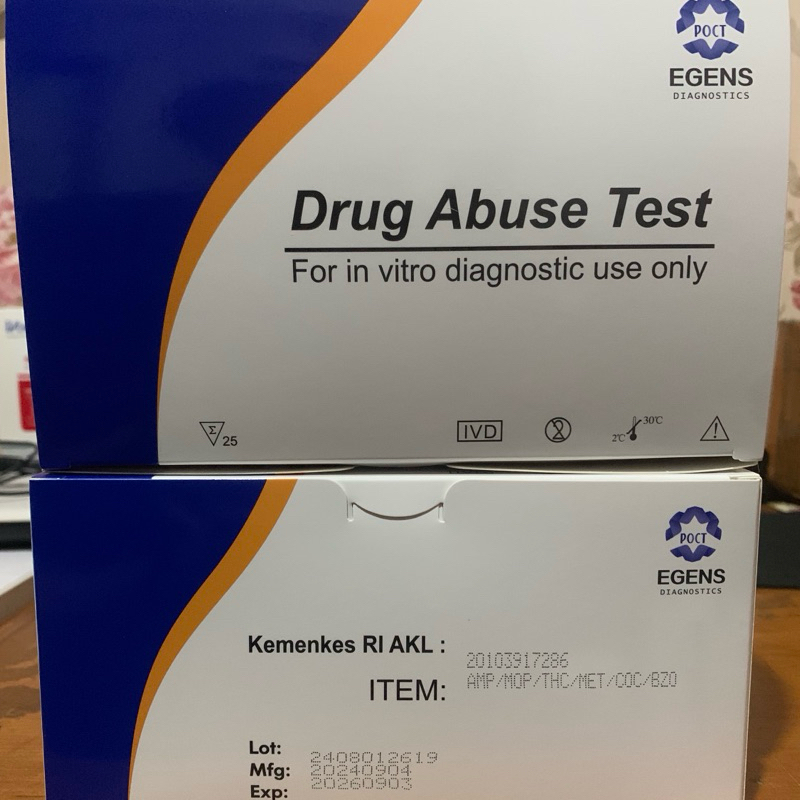 POCT
EGENS
DIAGNOSTICS
Drug Abuse Test
For in vitro diagnostic use only
Σ 25
IVD
2
2°C 30°C
POCT
EGENS
DIAGNOSTICS
Kemenkes RI AKL : 20103917286
ITEM: AMP/MOP/THC/MET/COC/BZO
Lot: 2408012619
Mfg: 20240904
Exp: 20260903